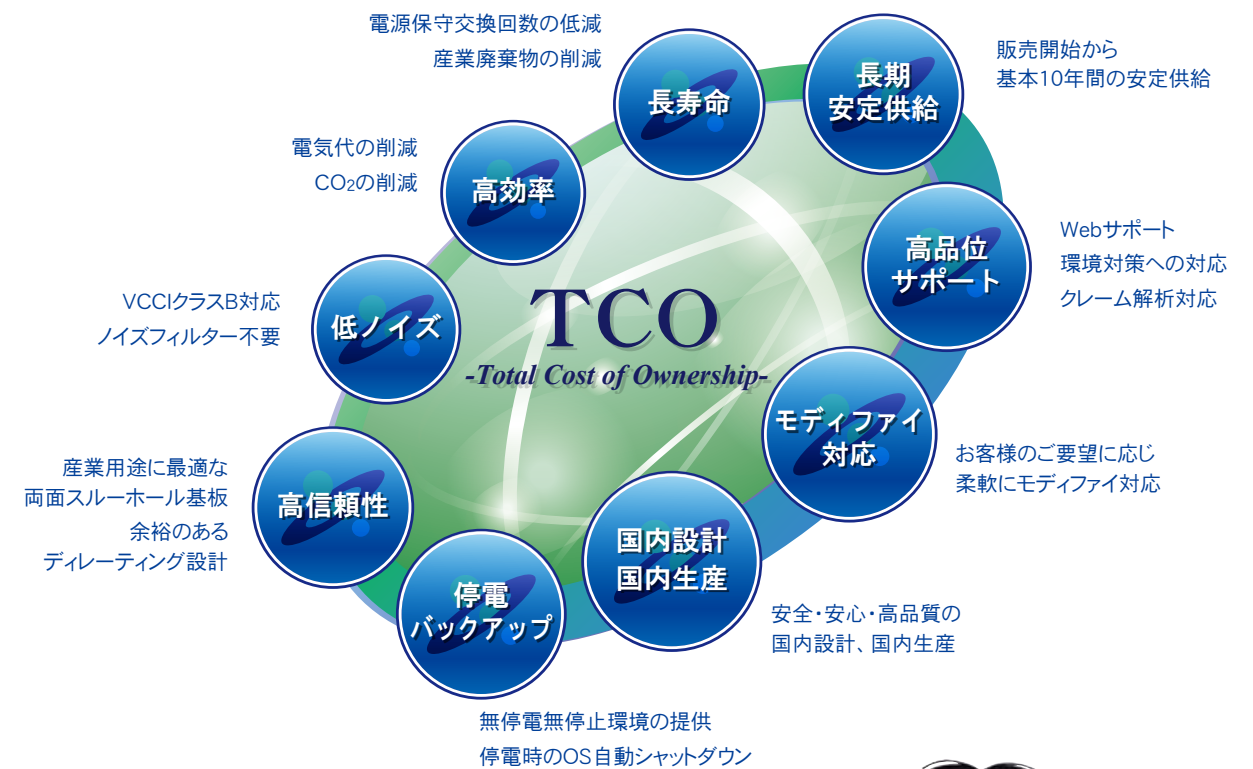 電源保守交換回数の低減
産業廃棄物の削減
長寿命
長期
安定供給
販売開始から
基本10年間の安定供給
電気代の削減
CO2の削減
高効率
高品位
サポート
Webサポート
環境対策への対応
クレーム解析対応
VCCIクラスB対応
ノイズフィルター不要
低ノイズ
TCO
-Total Cost of Ownership-
モディファイ
対応
お客様のご要望に応じ
柔軟にモディファイ対応
産業用途に最適な
両面スルーホール基板
余裕のある
ディレーティング設計
高信頼性
国内設計
国内生産
安全・安心・高品質の
国内設計、国内生産
停電
バックアップ
無停電無停止環境の提供
停電時のOS自動シャットダウン